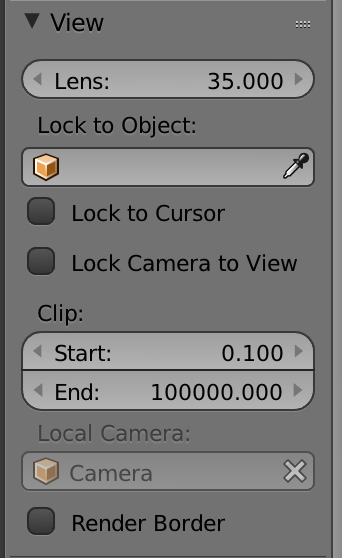 View
Lens: 35.000
Lock to Object:
Lock to Cursor
Lock Camera to View
Clip:
Start: 0.100
End: 100000.000
Local Camera:
Camera
Render Border